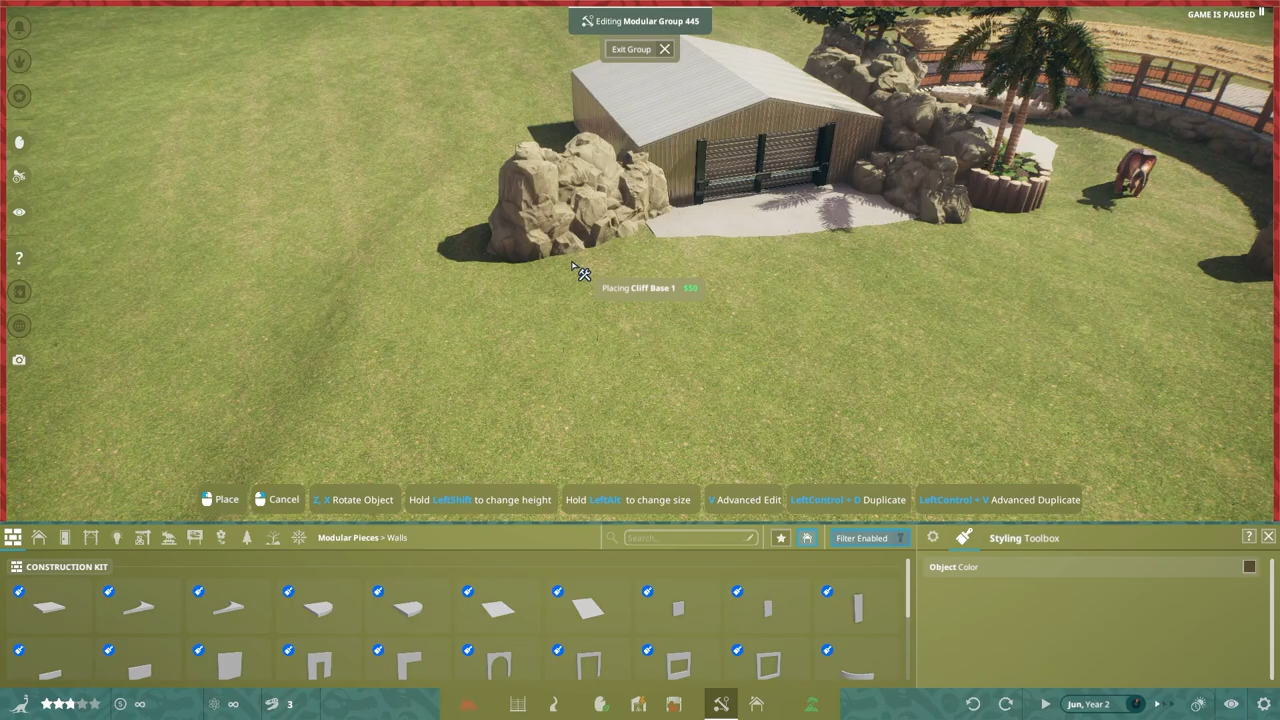 Editing Modular Group 445
GAME IS PAUSED
Exit Group
Placing Cliff Base 1 $50
Place
Cancel
Z, X Rotate Object
Hold LeftShift to change height
Hold LeftAlt to change size
V Advanced Edit
LeftControl + D Duplicate
LeftControl + V Advanced Duplicate
Modular Pieces > Walls
Search...
Filter Enabled
Styling Toolbox
?
CONSTRUCTION KIT
Object Color
∞
∞
3
Jun, Year 2